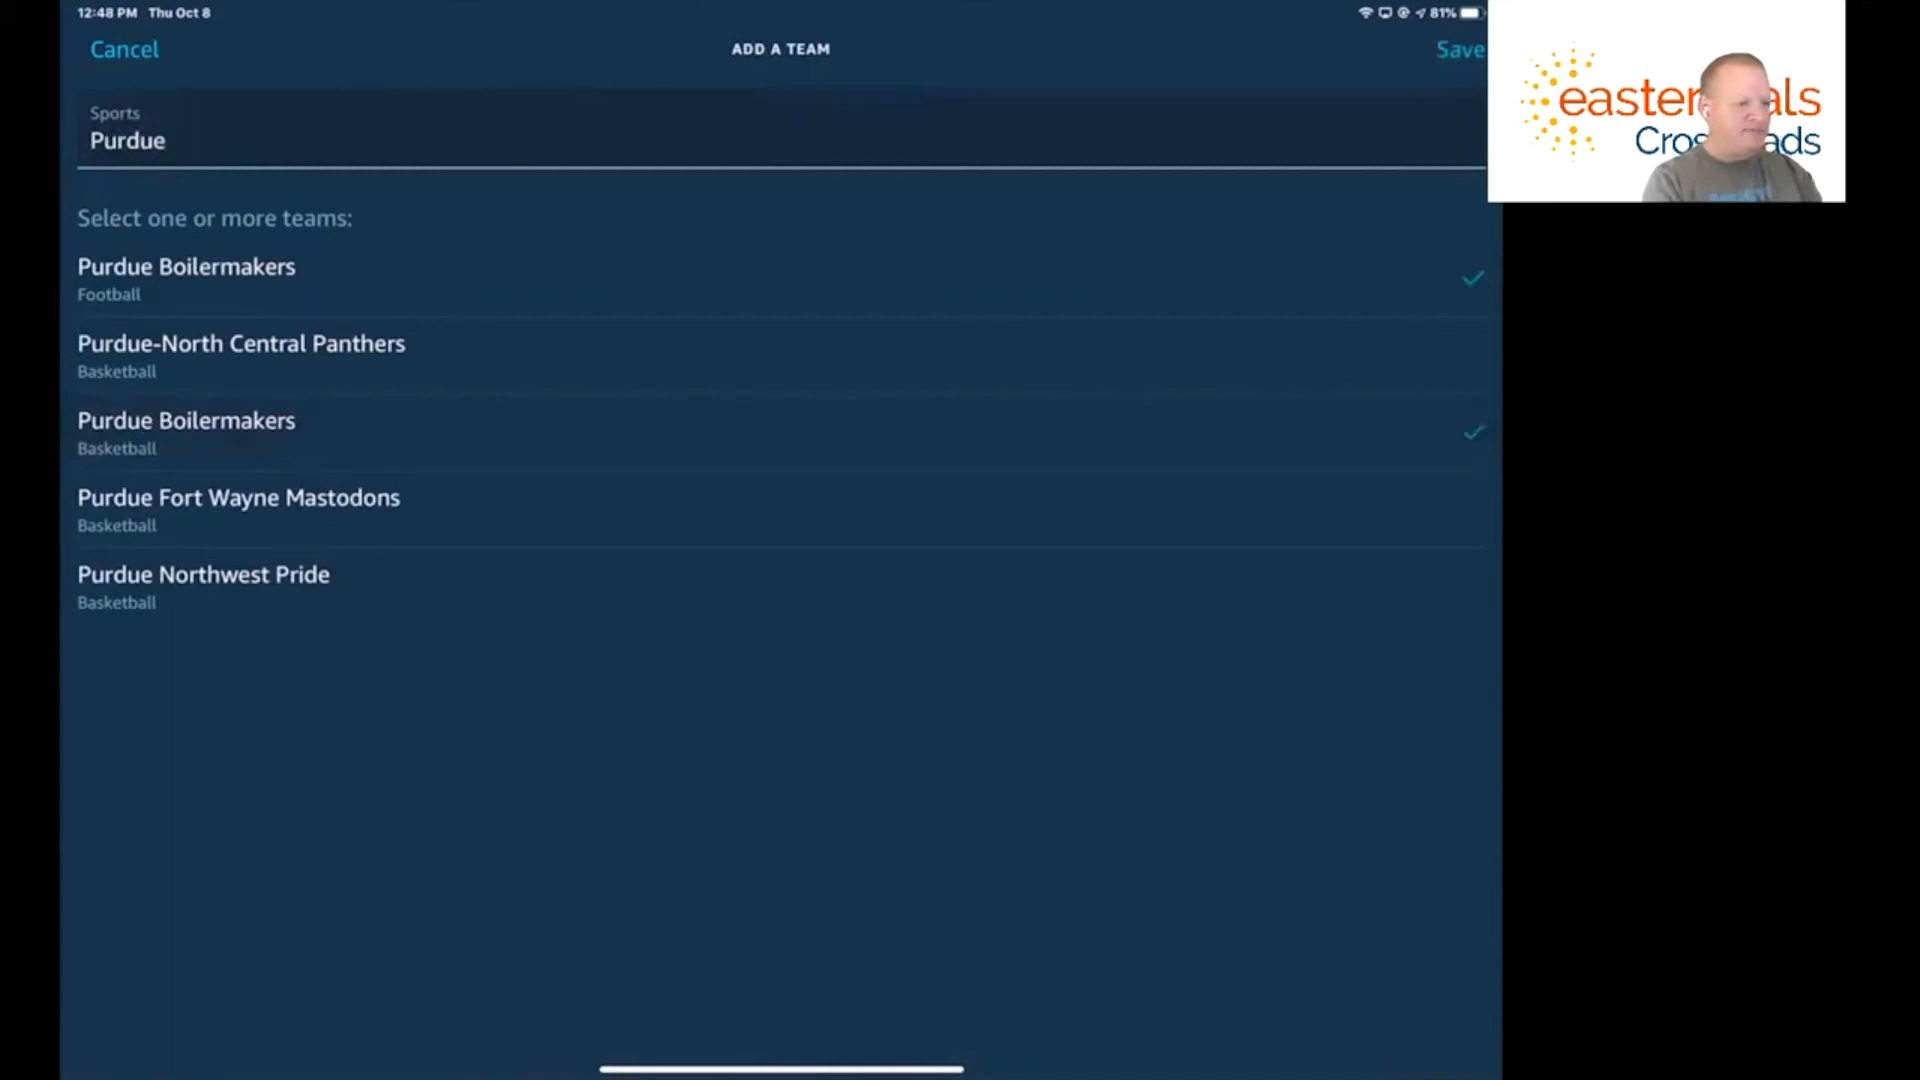 12:48 PM Thu Oct 8
81%
Cancel
ADD A TEAM
Save
Sports
Purdue
Select one or more teams:
Purdue Boilermakers
Football
Purdue-North Central Panthers
Basketball
Purdue Boilermakers
Basketball
Purdue Fort Wayne Mastodons
Basketball
Purdue Northwest Pride
Basketball